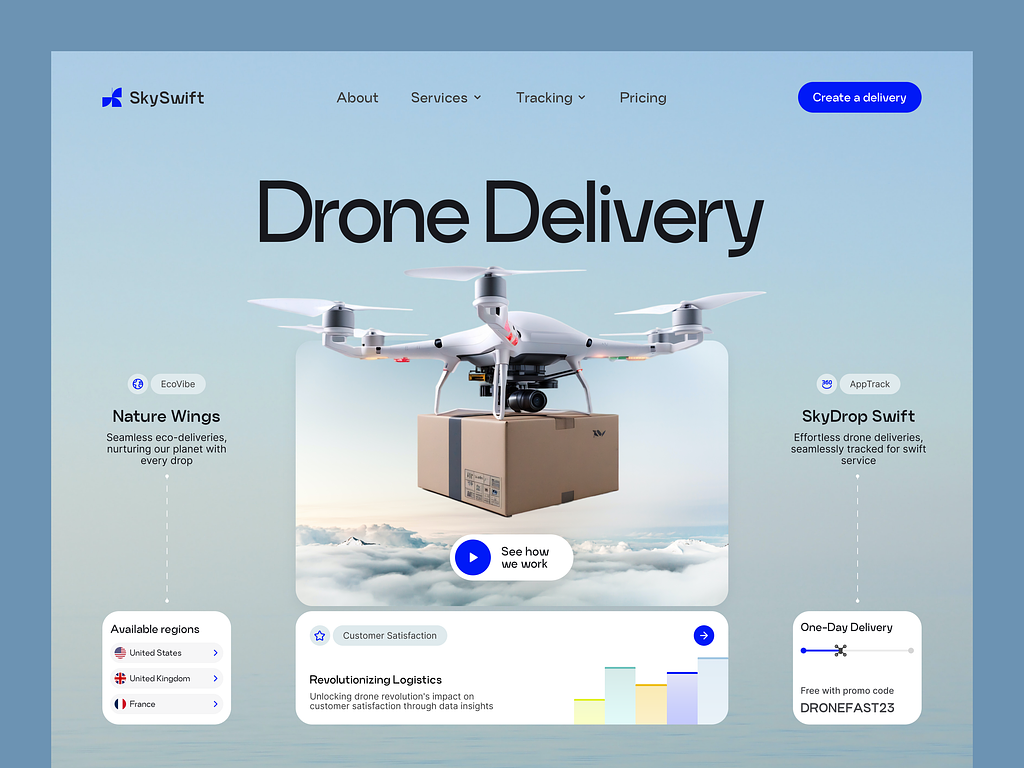 SkySwift
About
Services
Tracking
Pricing
Create a delivery
Drone Delivery
EcoVibe
Nature Wings
Seamless eco-deliveries,
nurturing our planet with
every drop
360
AppTrack
SkyDrop Swift
Effortless drone deliveries,
seamlessly tracked for swift
service
See how
we work
Available regions
United States
United Kingdom
France
Customer Satisfaction
Revolutionizing Logistics
Unlocking drone revolution's impact on
customer satisfaction through data insights
One-Day Delivery
Free with promo code
DRONEFAST23